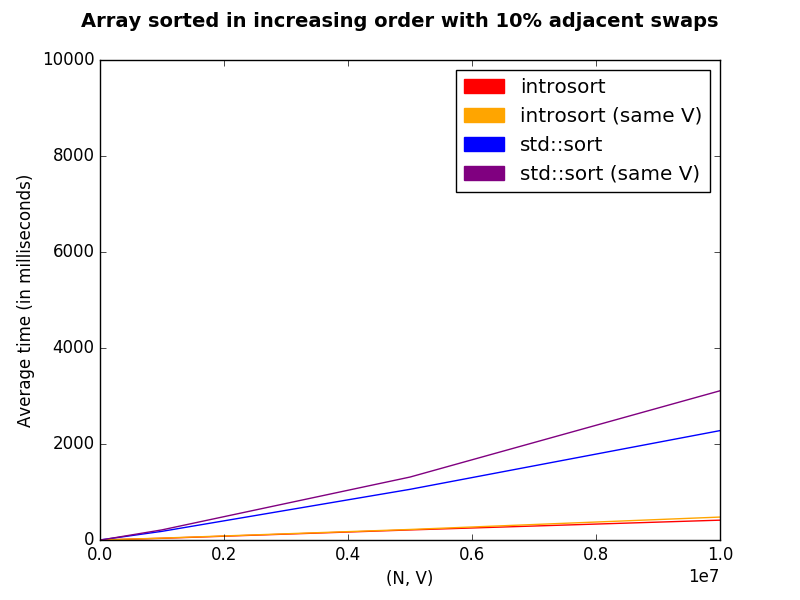 Array sorted in increasing order with 10% adjacent swaps
10000
8000
6000
4000
2000
0
Average time (in milliseconds)
introsort
introsort (same V)
std::sort
std::sort (same V)
0.0 0.2 0.4 0.6 0.8 1.0
1e7
(N, V)